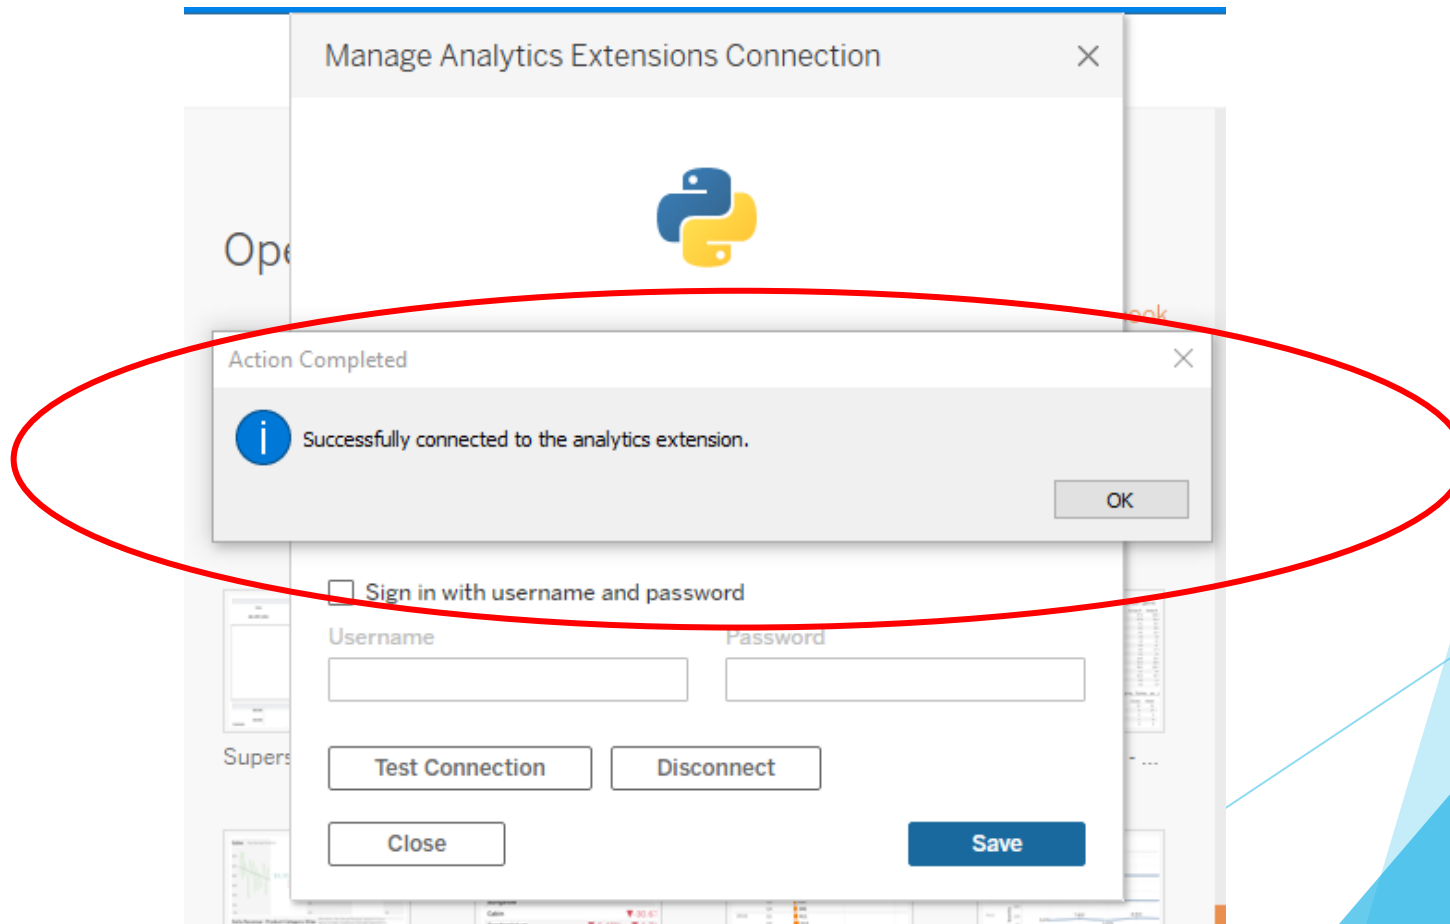 Manage Analytics Extensions Connection
Action Completed
Successfully connected to the analytics extension.
OK
Sign in with username and password
Username
Password
Supers
- ...
Test Connection
Disconnect
Close
Save
Cabin